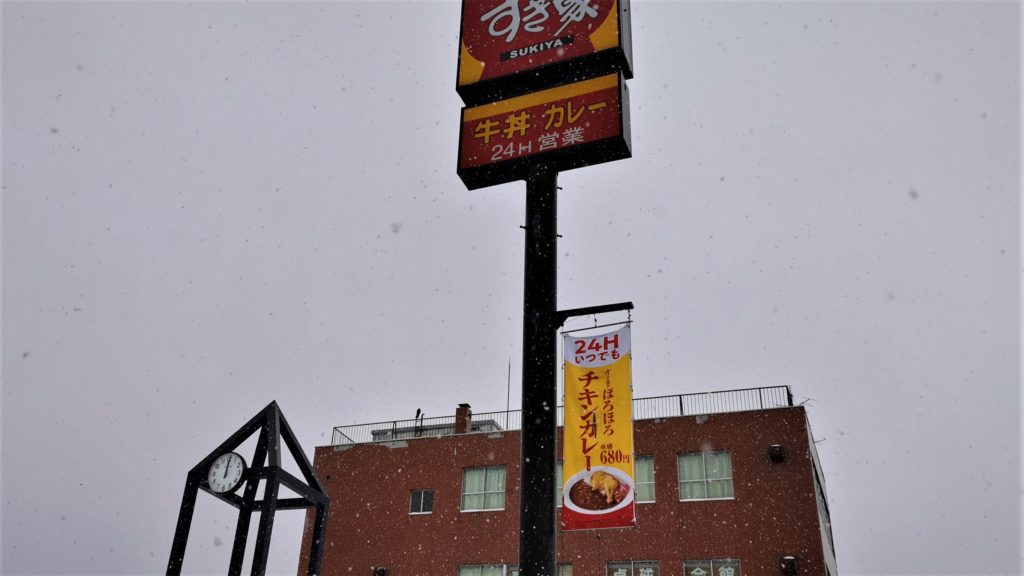 すき家
SUKIYA
牛丼 カレー
24H 営業
24H
いつでも
ほろほろ
チキンカレー
680円